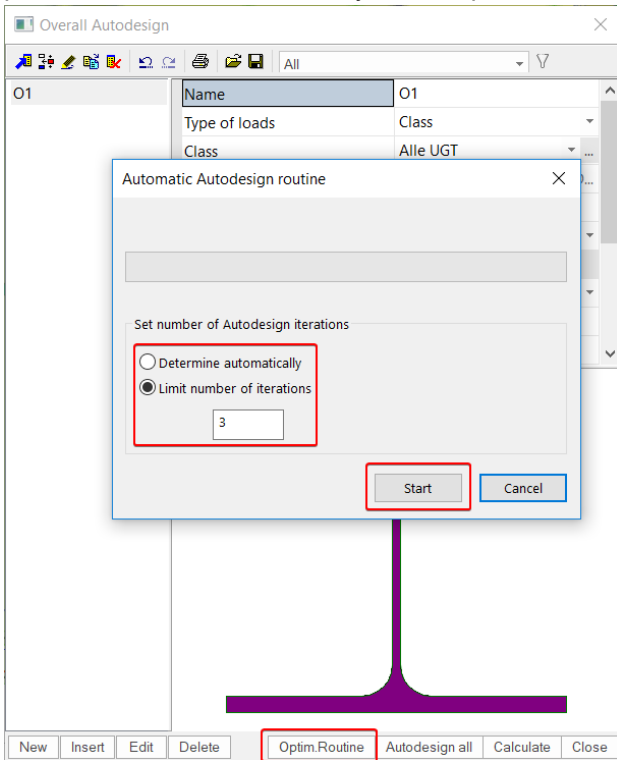 Overall Autodesign
All
O1
Name O1
Type of loads Class
Class Alle UGT ...
Automatic Autodesign routine
Set number of Autodesign iterations
Determine automatically
Limit number of iterations
3
Start Cancel
New Insert Edit Delete Optim.Routine Autodesign all Calculate Close